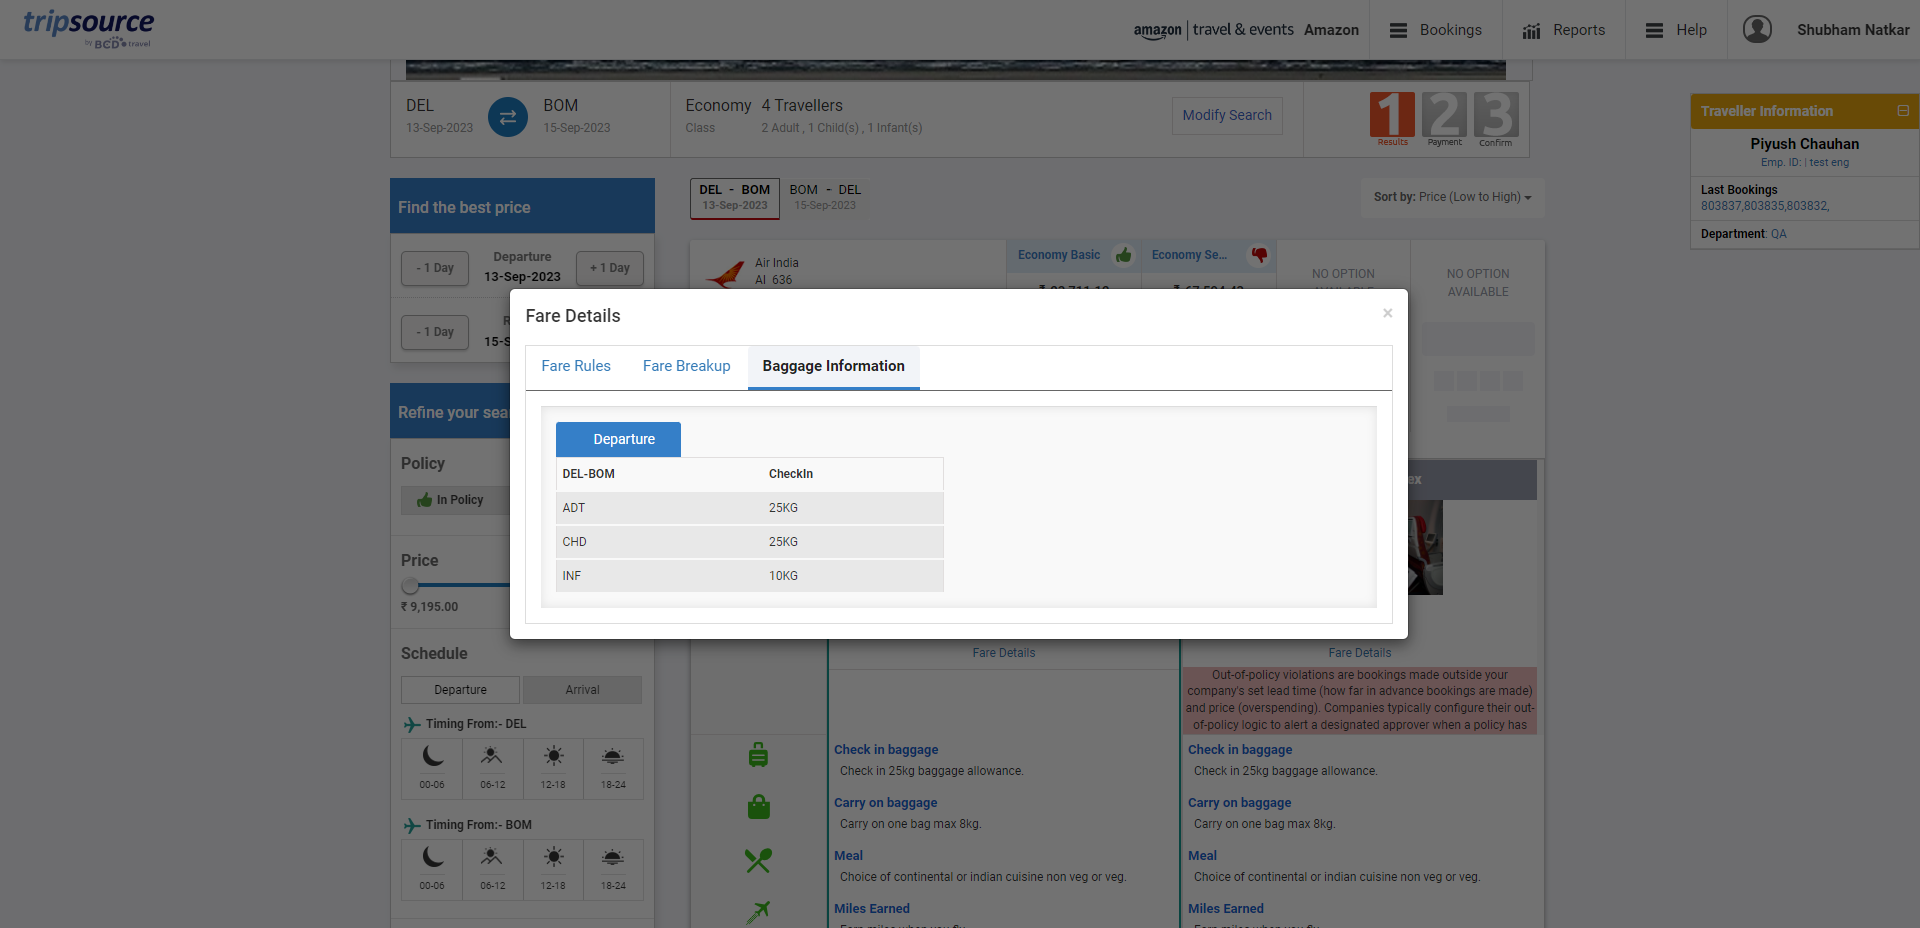 tripsource
by BCD travel
amazon | travel & events Amazon
Bookings
Reports
Help
Shubham Natkar
DEL
13-Sep-2023
BOM
15-Sep-2023
Economy
Class
4 Travellers
2 Adult , 1 Child(s) , 1 Infant(s)
Modify Search
1 2 3
Results Payment Confirm
Traveller Information
Piyush Chauhan
Emp. ID: | test eng
Last Bookings
803837,803835,803832,
Department: QA
Find the best price
- 1 Day
Departure
13-Sep-2023
+ 1 Day
- 1 Day
15-S
DEL - BOM
13-Sep-2023
BOM - DEL
15-Sep-2023
Sort by: Price (Low to High)
Air India
AI 636
Economy Basic
Economy Se...
NO OPTION
AVAILABLE
NO OPTION
AVAILABLE
Fare Details
×
Fare Rules
Fare Breakup
Baggage Information
Departure
DEL-BOM CheckIn
ADT 25KG
CHD 25KG
INF 10KG
Refine your sea
Policy
In Policy
Price
₹ 9,195.00
Schedule
Departure
Arrival
Timing From:- DEL
00-06 06-12 12-18 18-24
Timing From:- BOM
00-06 06-12 12-18 18-24
ex
Fare Details
Fare Details
Out-of-policy violations are bookings made outside your
company's set lead time (how far in advance bookings are made)
and price (overspending). Companies typically configure their out-
of-policy logic to alert a designated approver when a policy has
Check in baggage
Check in 25kg baggage allowance.
Carry on baggage
Carry on one bag max 8kg.
Meal
Choice of continental or indian cuisine non veg or veg.
Miles Earned
Check in baggage
Check in 25kg baggage allowance.
Carry on baggage
Carry on one bag max 8kg.
Meal
Choice of continental or indian cuisine non veg or veg.
Miles Earned